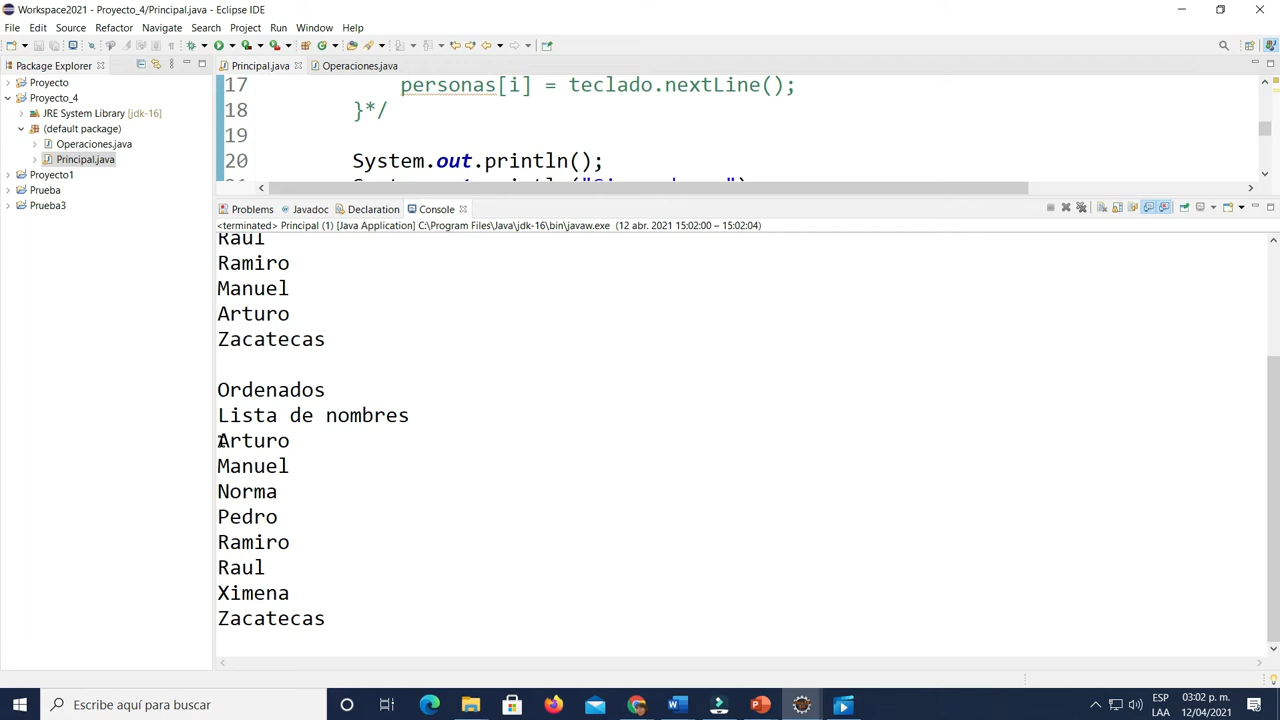 Workspace2021 - Proyecto_4/Principal.java - Eclipse IDE
File Edit Source Refactor Navigate Search Project Run Window Help
Package Explorer
Principal.java
Operaciones.java
Proyecto
Proyecto_4
JRE System Library [jdk-16]
(default package)
Operaciones.java
Principal.java
Proyecto1
Prueba
Prueba3
17 personas[i] = teclado.nextLine();
18 }*/
19
20 System.out.println();
Problems Javadoc Declaration Console
<terminated> Principal (1) [Java Application] C:\Program Files\Java\jdk-16\bin\javaw.exe (12 abr. 2021 15:02:00 – 15:02:04)
Raul
Ramiro
Manuel
Arturo
Zacatecas
Ordenados
Lista de nombres
Arturo
Manuel
Norma
Pedro
Ramiro
Raul
Ximena
Zacatecas
Escribe aquí para buscar
ESP
LAA
03:02 p. m.
12/04/2021